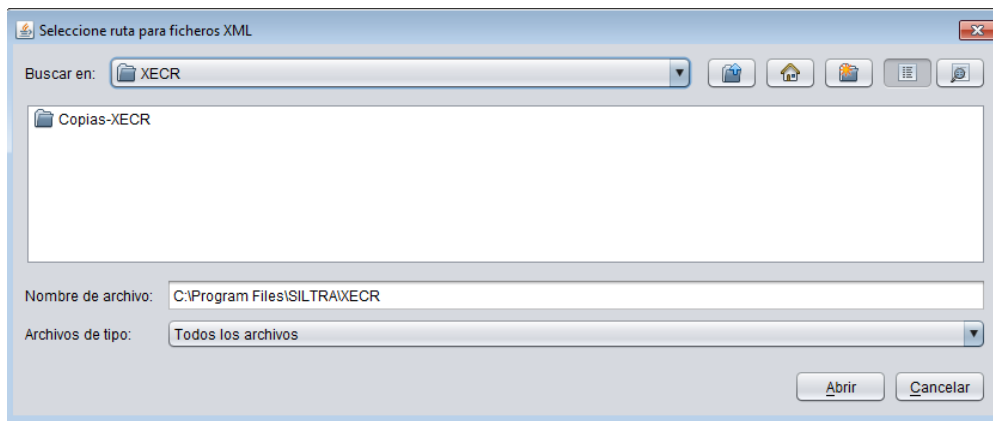 Seleccione ruta para ficheros XML
Buscar en: XECR
Copias-XECR
Nombre de archivo: C:\Program Files\SILTRA\XECR
Archivos de tipo: Todos los archivos
Abrir Cancelar